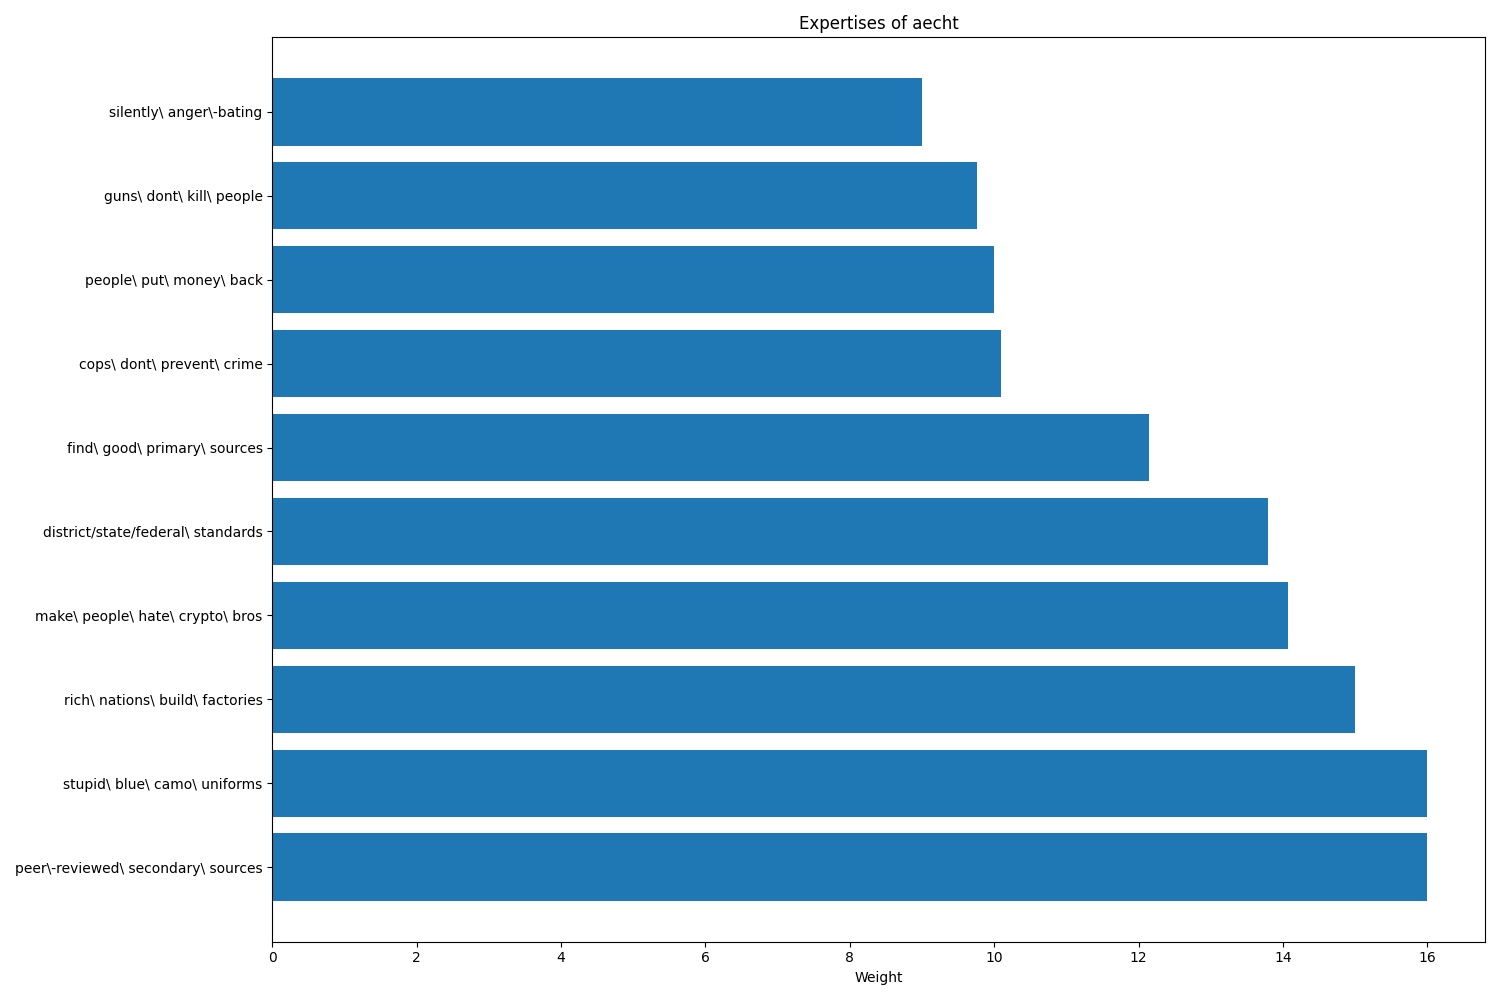 Expertises of aecht
silently\ anger\-bating
guns\ dont\ kill\ people
people\ put\ money\ back
cops\ dont\ prevent\ crime
find\ good\ primary\ sources
district/state/federal\ standards
make\ people\ hate\ crypto\ bros
rich\ nations\ build\ factories
stupid\ blue\ camo\ uniforms
peer\-reviewed\ secondary\ sources
0 2 4 6 8 10 12 14 16
Weight